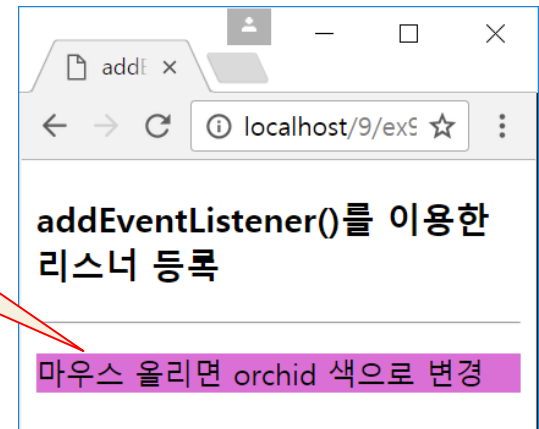 addE
localhost/9/ex9
addEventListener()를 이용한
리스너 등록
마우스 올리면 orchid 색으로 변경